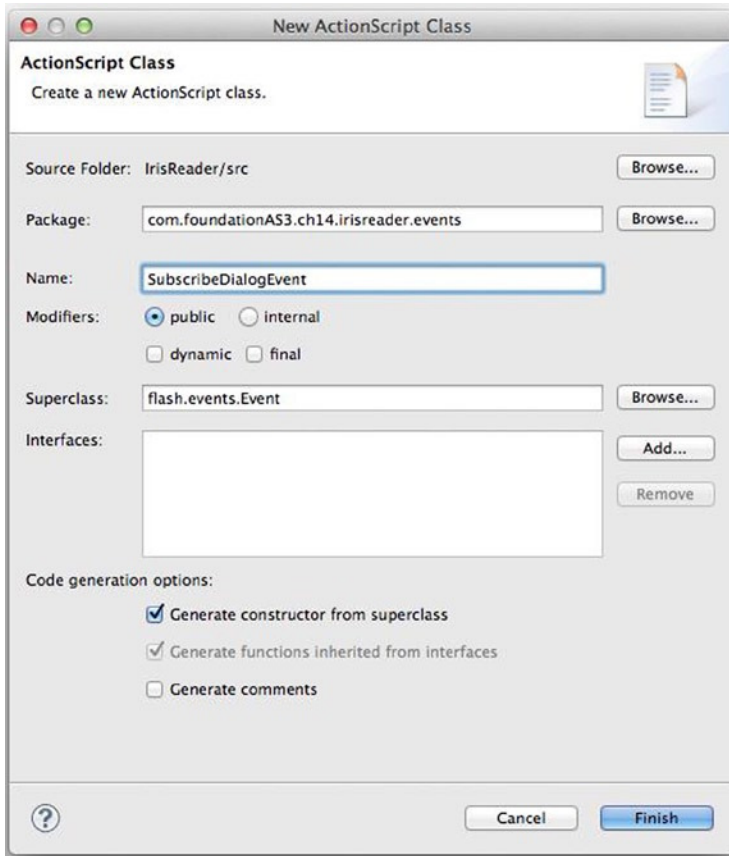 New ActionScript Class
ActionScript Class
Create a new ActionScript class.
Source Folder: IrisReader/src Browse...
Package: com.foundationAS3.ch14.irisreader.events Browse...
Name: SubscribeDialogEvent
Modifiers: public internal
dynamic final
Superclass: flash.events.Event Browse...
Interfaces: Add...
Remove
Code generation options:
Generate constructor from superclass
Generate functions inherited from interfaces
Generate comments
? Cancel Finish